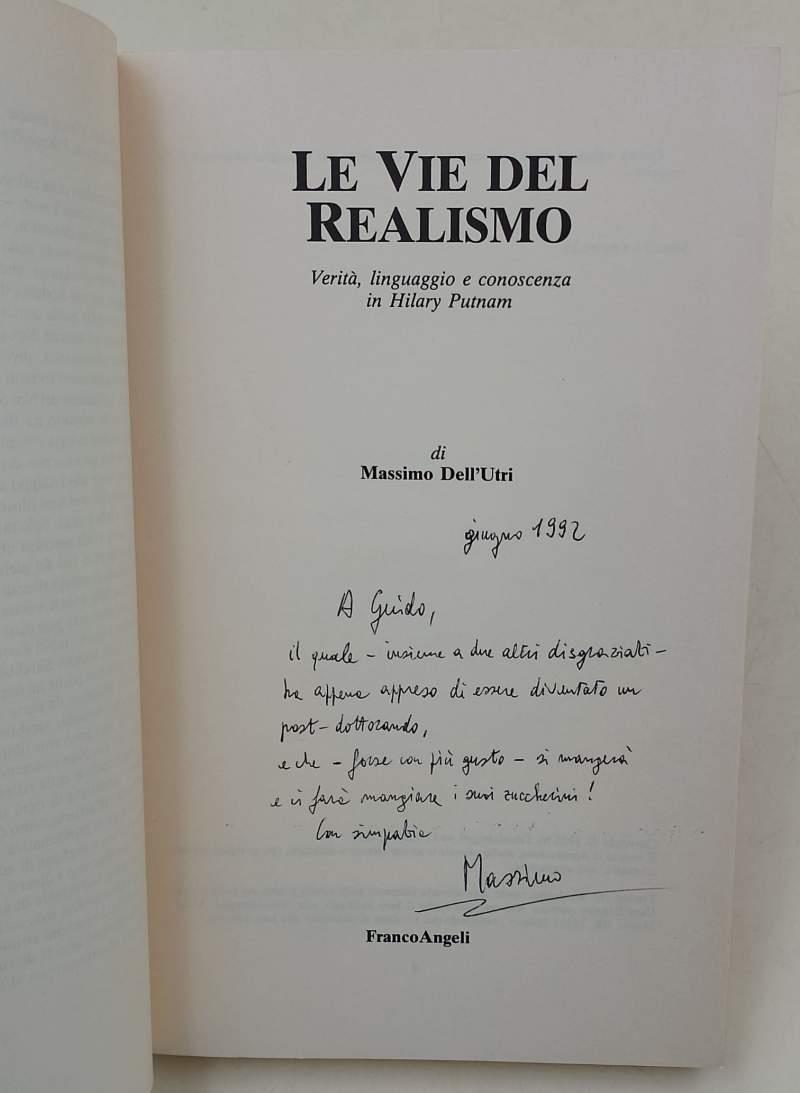 LE VIE DEL
REALISMO
Verità, linguaggio e conoscenza
in Hilary Putnam
di
Massimo Dell'Utri
giugno 1992
A Guido,
il quale - insieme a due altri disgraziati -
ha appena appreso di essere diventato un
post-dottorando,
e che - forse con più gusto - si mangerà
e ci farà mangiare i suoi zuccherini!
Con simpatia
Massimo
FrancoAngeli